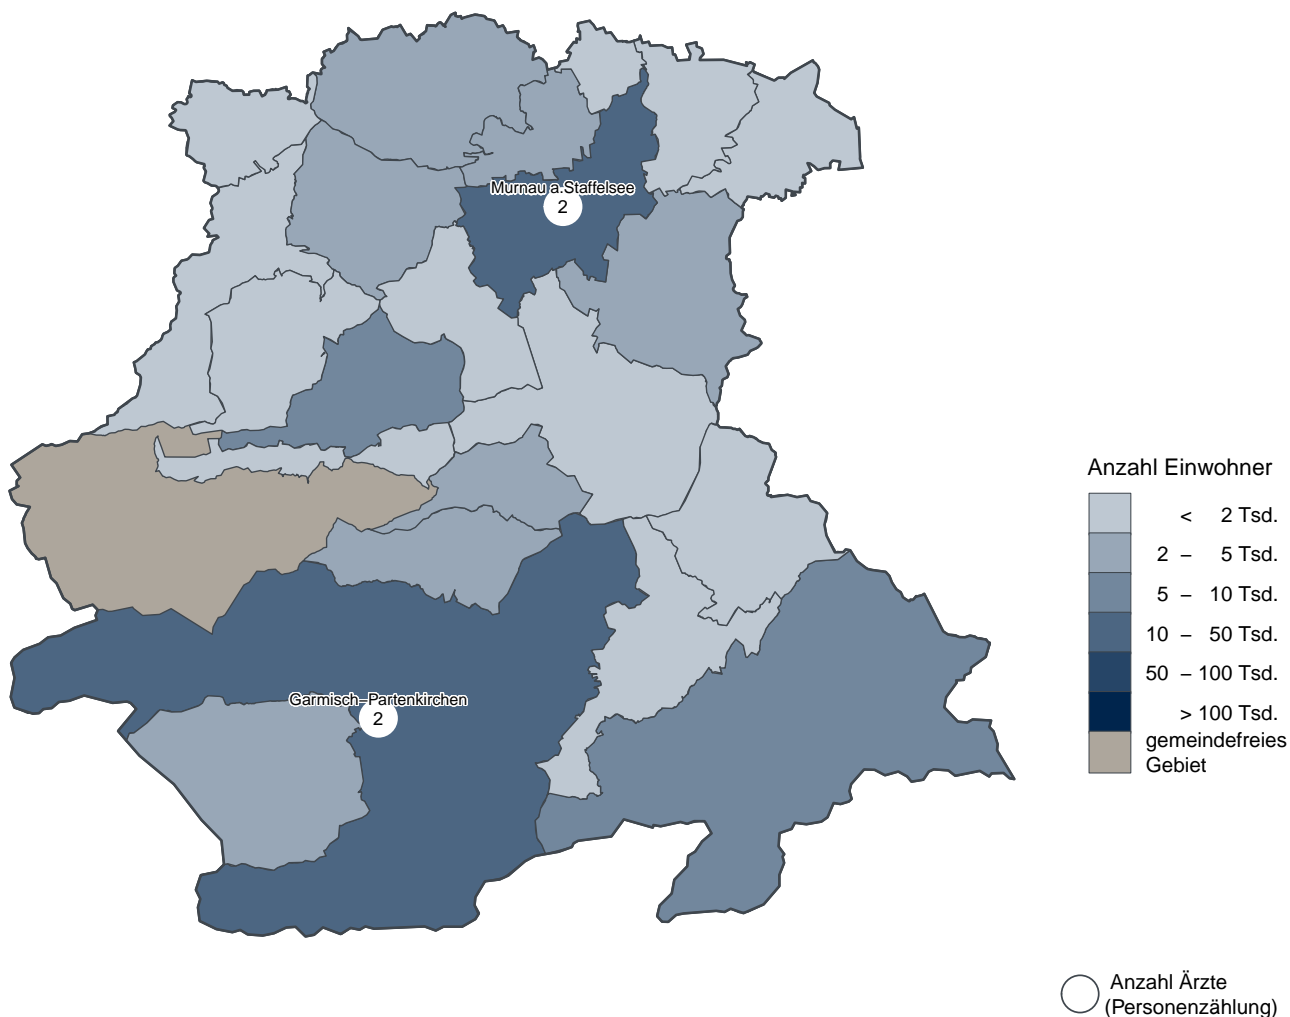 Murnau a.Staffelsee
2
Garmisch−Partenkirchen
2
Anzahl Einwohner
< 2 Tsd.
2 − 5 Tsd.
5 − 10 Tsd.
10 − 50 Tsd.
50 − 100 Tsd.
> 100 Tsd.
gemeindefreies
Gebiet
Anzahl Ärzte
(Personenzählung)